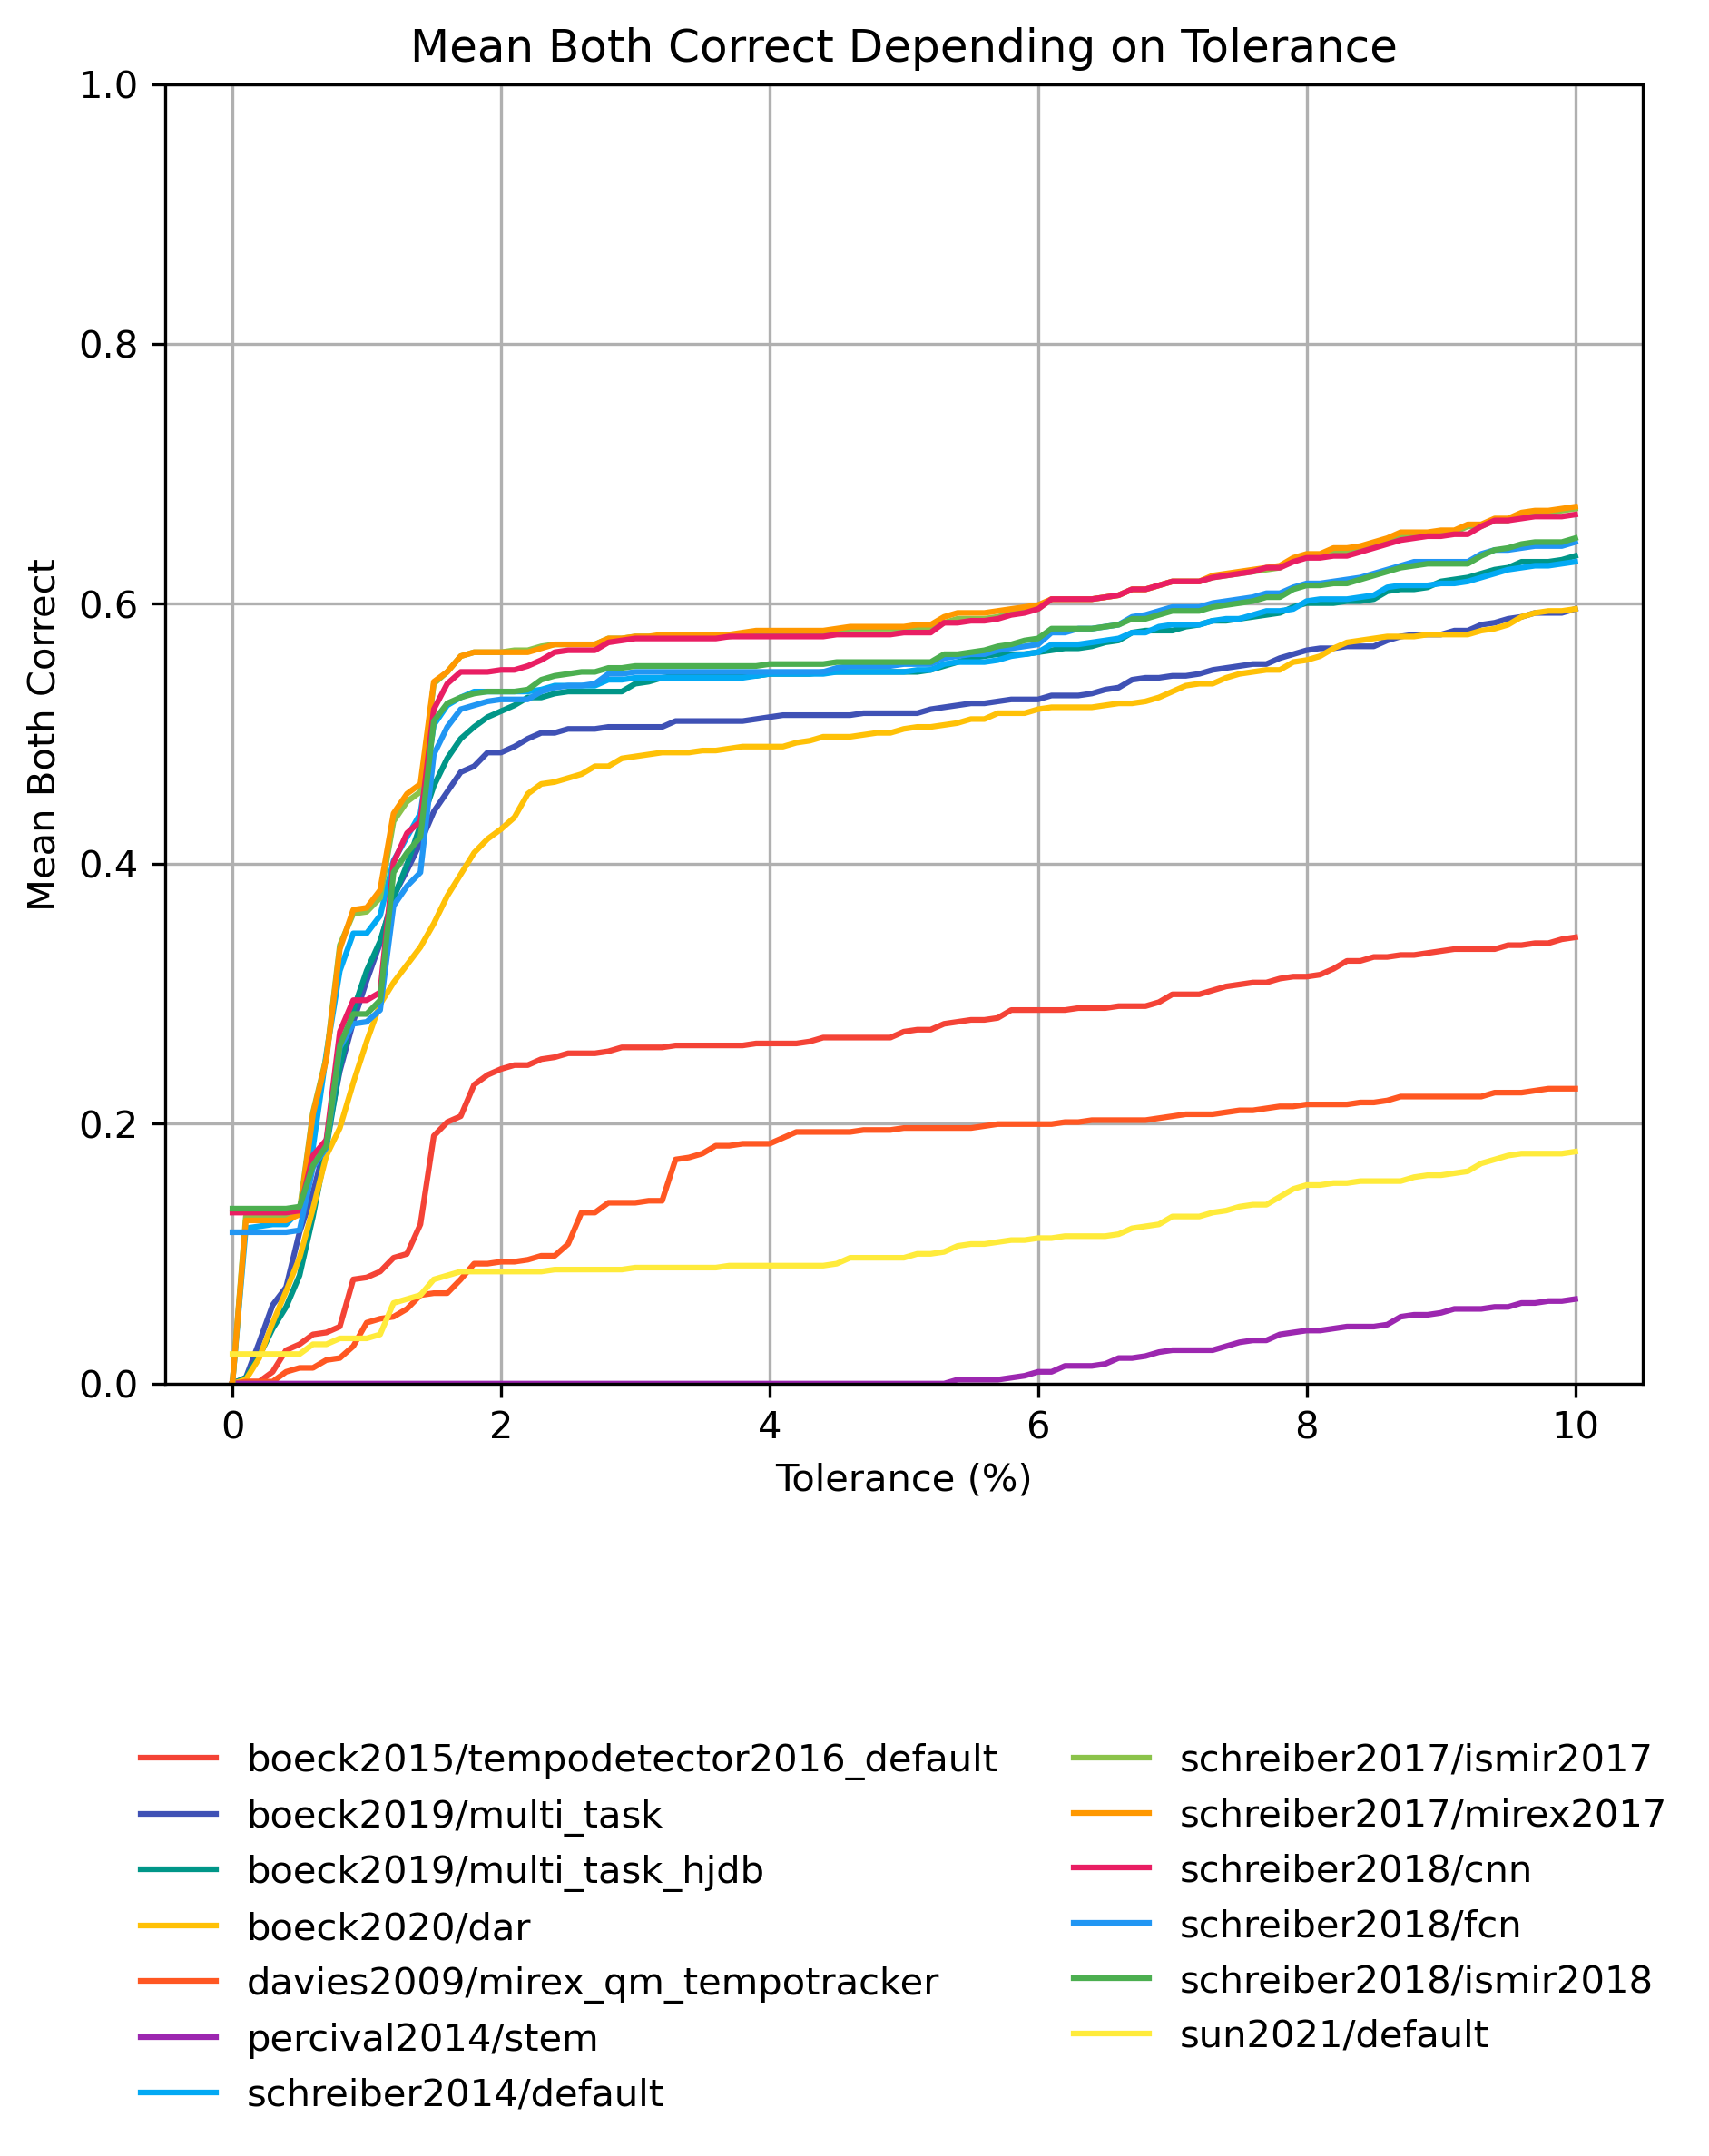 Mean Both Correct Depending on Tolerance
1.0
0.8
0.6
0.4
0.2
0.0
Mean Both Correct
0 2 4 6 8 10
Tolerance (%)
boeck2015/tempodetector2016_default
boeck2019/multi_task
boeck2019/multi_task_hjdb
boeck2020/dar
davies2009/mirex_qm_tempotracker
percival2014/stem
schreiber2014/default
schreiber2017/ismir2017
schreiber2017/mirex2017
schreiber2018/cnn
schreiber2018/fcn
schreiber2018/ismir2018
sun2021/default